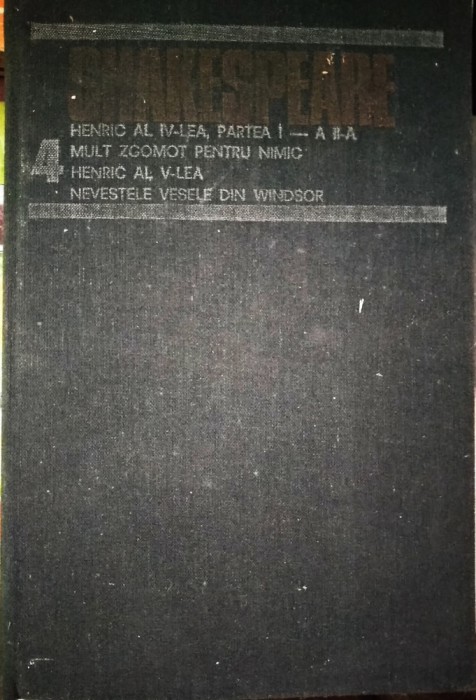 SHAKESPEARE
HENRIC AL IV-LEA, PARTEA I — A II-A
4 MULT ZGOMOT PENTRU NIMIC
HENRIC AL V-LEA
NEVESTELE VESELE DIN WINDSOR